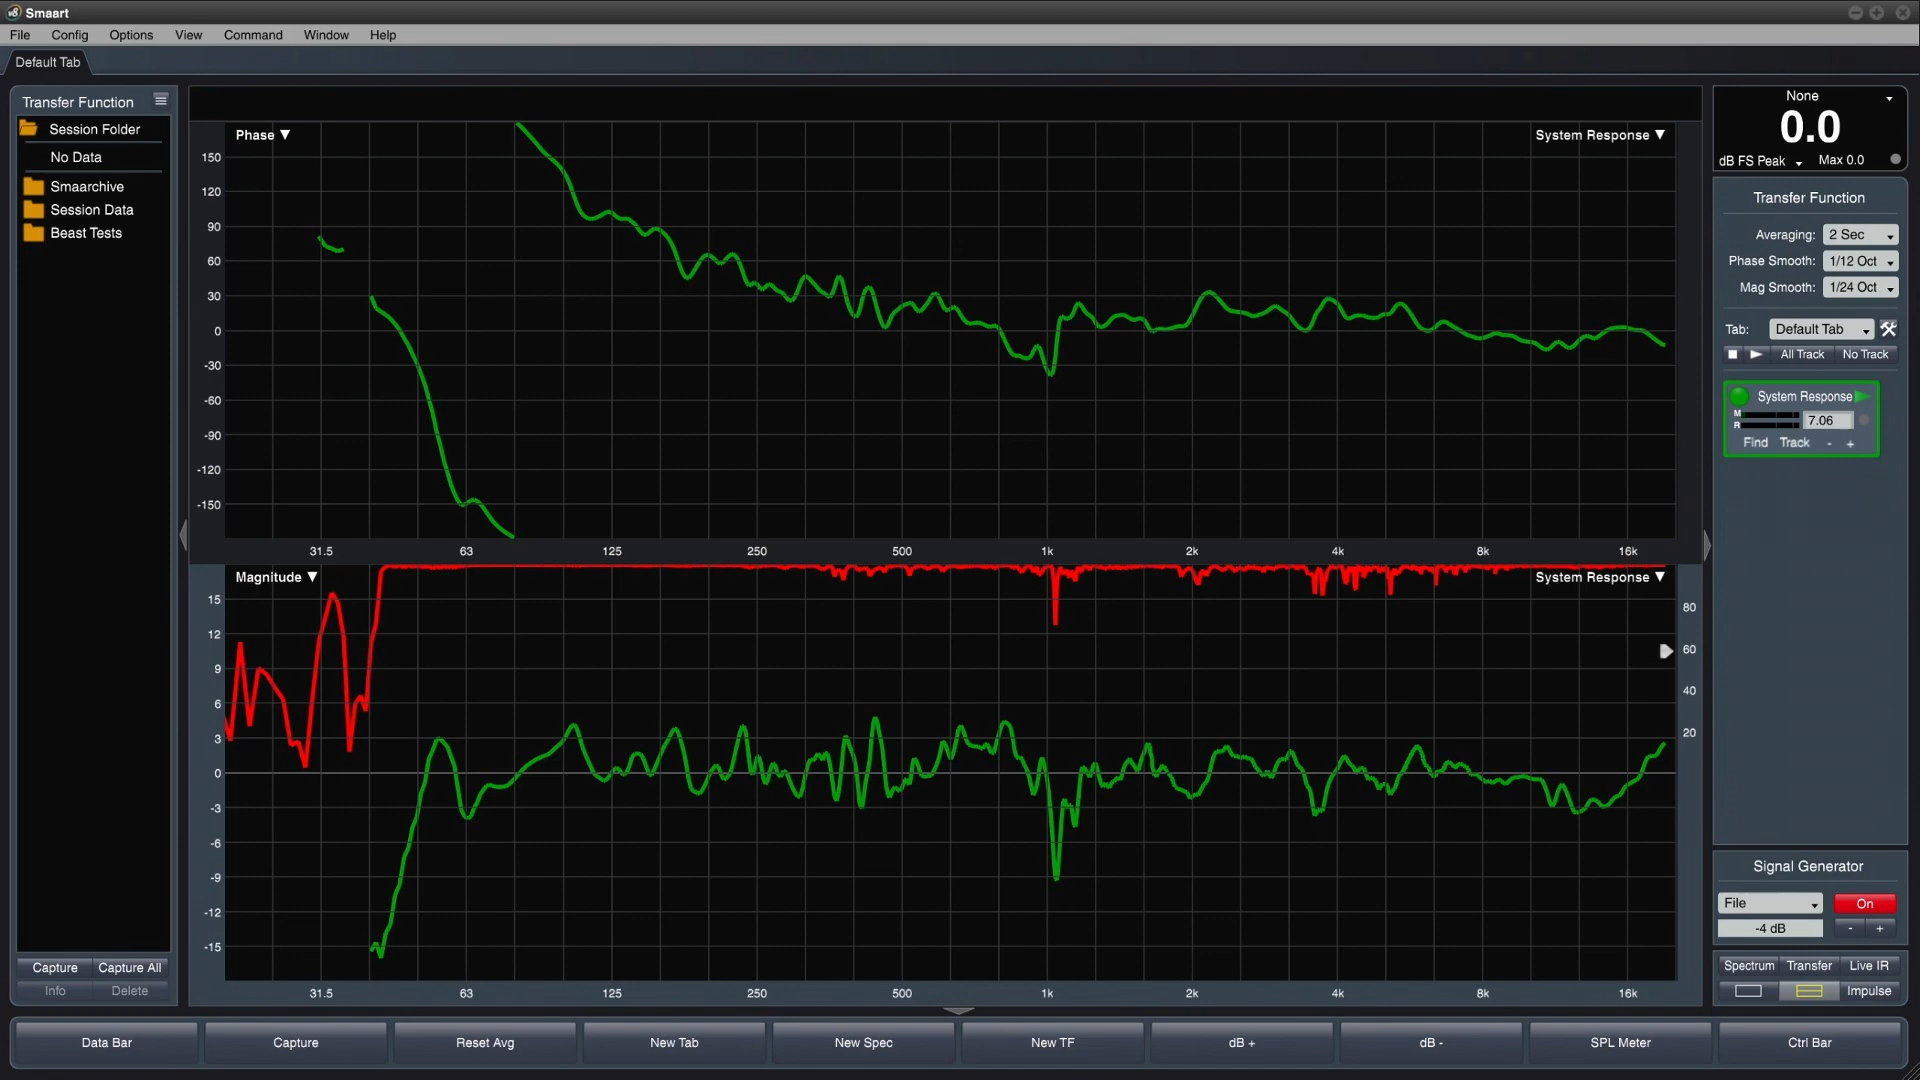 Smaart
File Config Options View Command Window Help
Default Tab
Transfer Function
Session Folder
No Data
Smaarchive
Session Data
Beast Tests
Capture Capture All
Info Delete
Phase ▼ System Response ▼
150
120
90
60
30
0
-30
-60
-90
-120
-150
31.5 63 125 250 500 1k 2k 4k 8k 16k
Magnitude ▼ System Response ▼
15
12
9
6
3
0
-3
-6
-9
-12
-15
80
60
40
20
31.5 63 125 250 500 1k 2k 4k 8k 16k
None
0.0
dB FS Peak Max 0.0
Transfer Function
Averaging: 2 Sec
Phase Smooth: 1/12 Oct
Mag Smooth: 1/24 Oct
Tab: Default Tab
All Track No Track
System Response
M
R
7.06
Find Track - +
Signal Generator
File On
-4 dB - +
Spectrum Transfer Live IR
Impulse
Data Bar Capture Reset Avg New Tab New Spec New TF dB + dB - SPL Meter Ctrl Bar